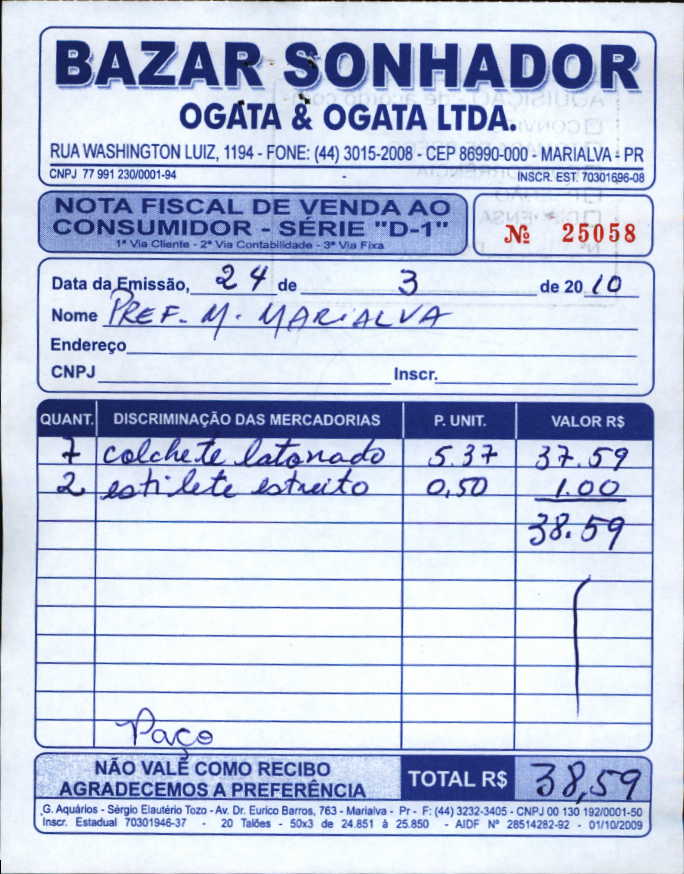 BAZAR SONHADOR
OGATA & OGATA LTDA.
RUA WASHINGTON LUIZ, 1194 - FONE: (44) 3015-2008 - CEP 86990-000 - MARIALVA - PR
CNPJ 77 991 230/0001-94 - INSCR. EST. 70301696-08
NOTA FISCAL DE VENDA AO
CONSUMIDOR - SÉRIE "D-1"
1ª Via Cliente - 2ª Via Contabilidade - 3ª Via Fixa
Nº 25058
Data da Emissão, 24 de 3 de 2010
Nome PREF. M. MARIALVA
Endereço
CNPJ Inscr.
QUANT. DISCRIMINAÇÃO DAS MERCADORIAS P. UNIT. VALOR R$
7 colchete latonado 5.37 37.59
2 estilete estreito 0,50 1.00
38.59
Paço
NÃO VALE COMO RECIBO
AGRADECEMOS A PREFERÊNCIA
TOTAL R$ 38,59
G. Aquários - Sérgio Elautério Tozo - Av. Dr. Eurico Barros, 763 - Marialva - Pr - F: (44) 3232-3405 - CNPJ 00 130 192/0001-50
Inscr. Estadual 70301946-37 - 20 Talões - 50x3 de 24.851 à 25.850 - AIDF Nº 28514282-92 - 01/10/2009